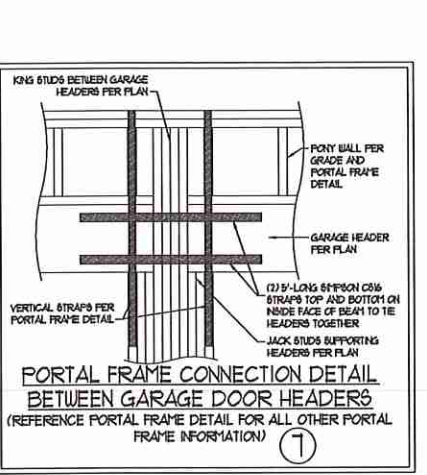 KING STUDS BETWEEN GARAGE
HEADERS PER PLAN
PONY WALL PER
GRADE AND
PORTAL FRAME
DETAIL
GARAGE HEADER
PER PLAN
(2) 5'-LONG SIMPSON CS16
STRAPS TOP AND BOTTOM ON
INSIDE FACE OF BEAM TO TIE
HEADERS TOGETHER
VERTICAL STRAPS PER
PORTAL FRAME DETAIL
JACK STUDS SUPPORTING
HEADERS PER PLAN
PORTAL FRAME CONNECTION DETAIL
BETWEEN GARAGE DOOR HEADERS
(REFERENCE PORTAL FRAME DETAIL FOR ALL OTHER PORTAL
FRAME INFORMATION)
7